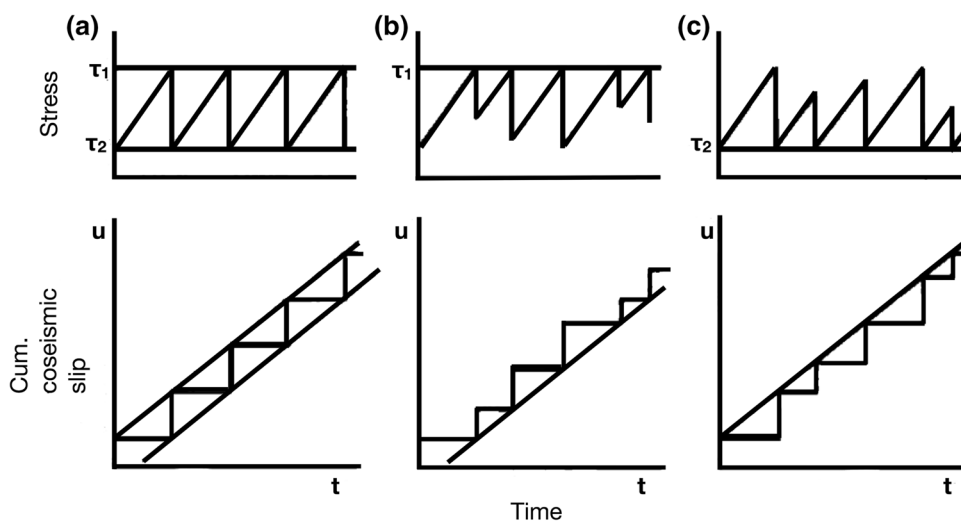 (a) (b) (c)
Stress
τ1 τ1
τ2 τ2
u u u
Cum.
coseismic
slip
t t t
Time